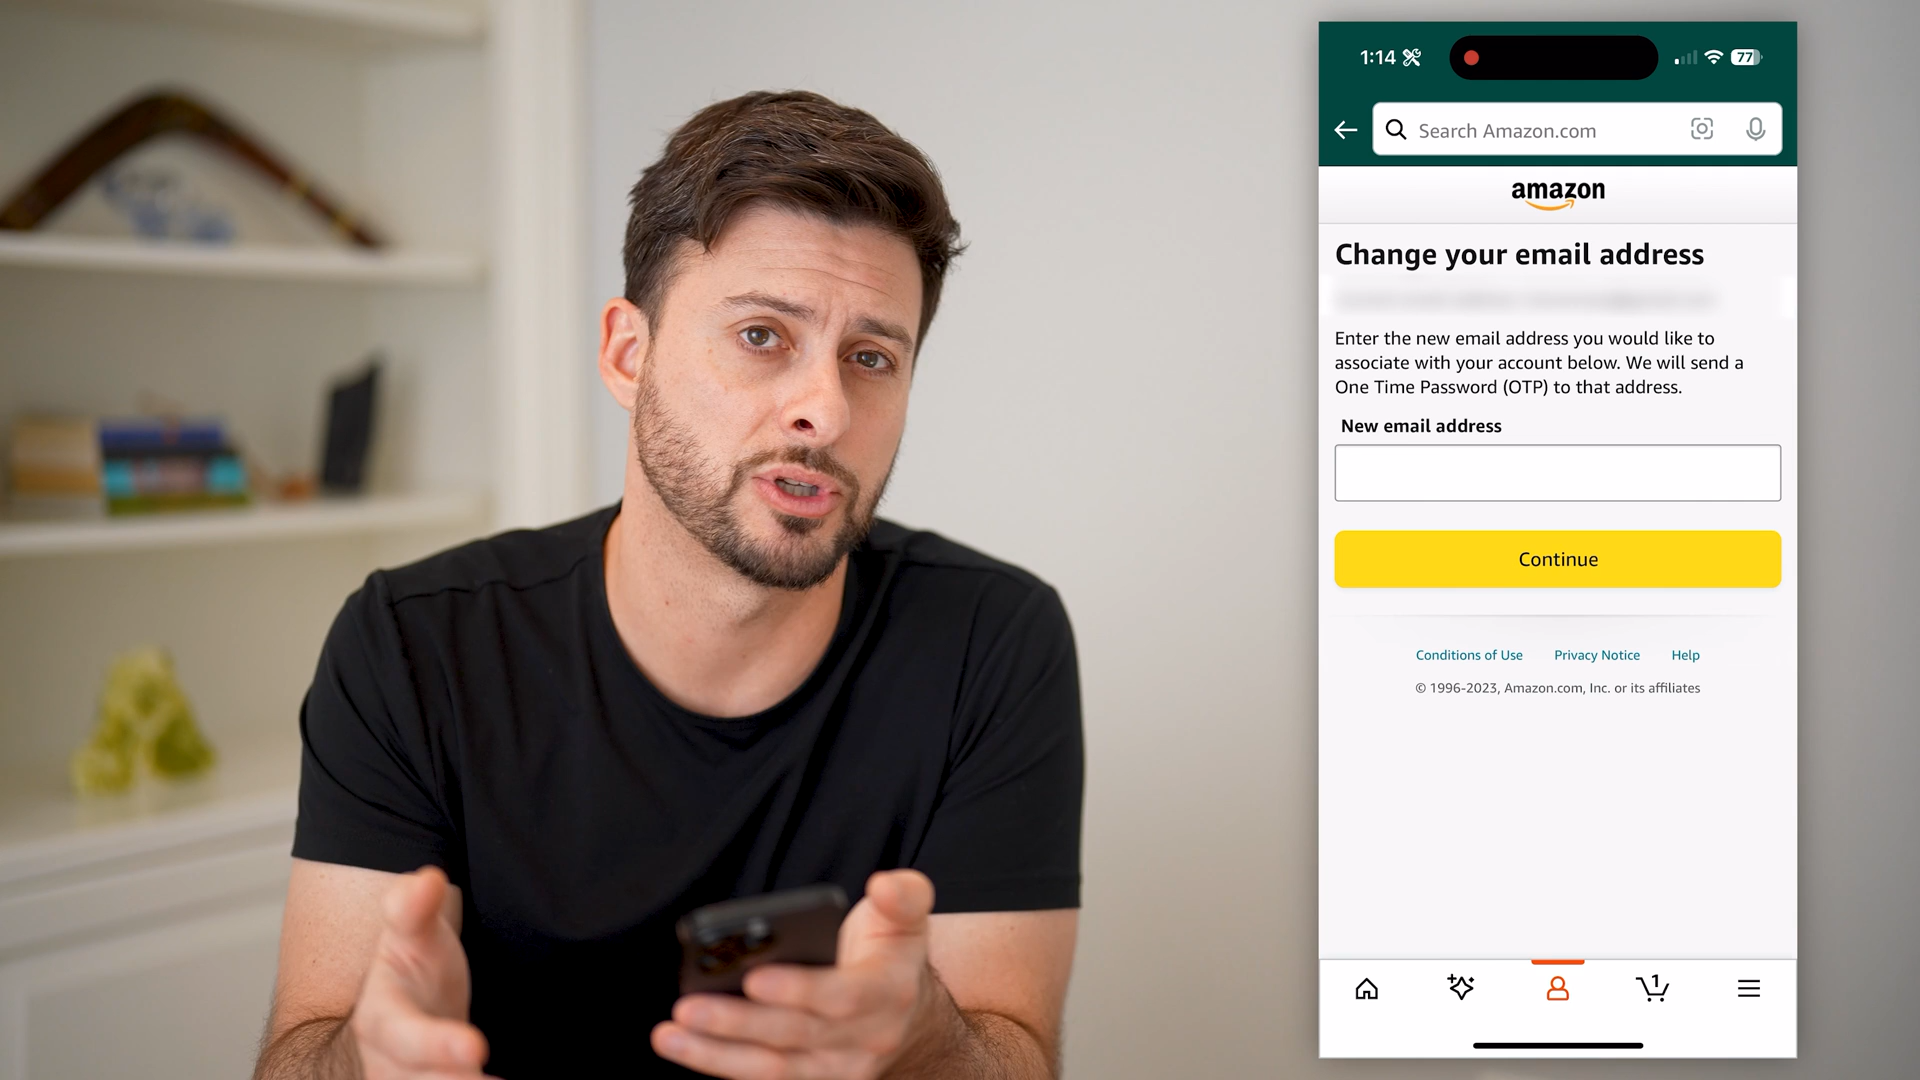 1:14
77
Search Amazon.com
amazon
Change your email address
Enter the new email address you would like to
associate with your account below. We will send a
One Time Password (OTP) to that address.
New email address
Continue
Conditions of Use Privacy Notice Help
© 1996-2023, Amazon.com, Inc. or its affiliates
1